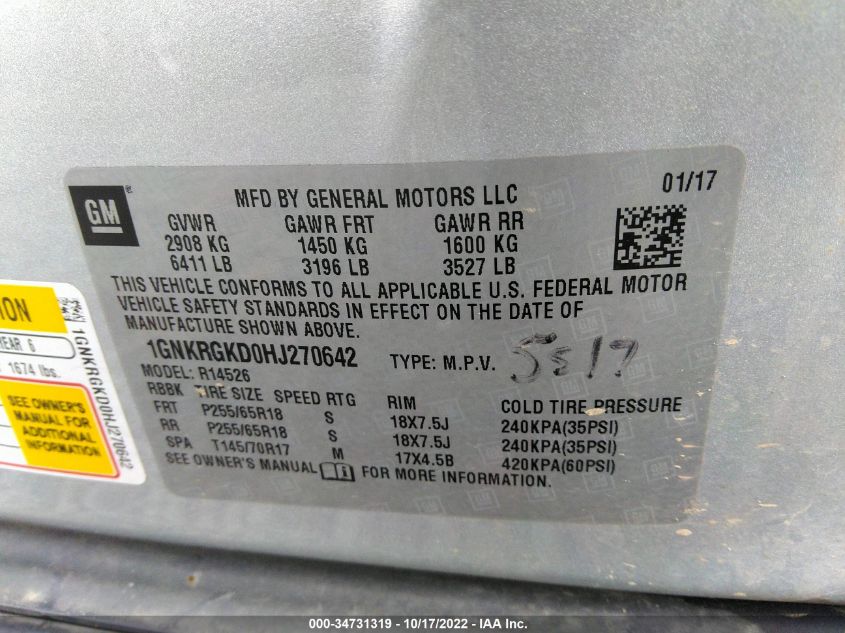 GM
MFD BY GENERAL MOTORS LLC
01/17
GVWR GAWR FRT GAWR RR
2908 KG 1450 KG 1600 KG
6411 LB 3196 LB 3527 LB
THIS VEHICLE CONFORMS TO ALL APPLICABLE U.S. FEDERAL MOTOR
VEHICLE SAFETY STANDARDS IN EFFECT ON THE DATE OF
MANUFACTURE SHOWN ABOVE.
1GNKRGKD0HJ270642 TYPE: M.P.V.
MODEL: R14526
RBBK TIRE SIZE SPEED RTG RIM COLD TIRE PRESSURE
FRT P255/65R18 S 18X7.5J 240KPA(35PSI)
RR P255/65R18 S 18X7.5J 240KPA(35PSI)
SPA T145/70R17 M 17X4.5B 420KPA(60PSI)
SEE OWNER'S MANUAL FOR MORE INFORMATION.
EAR 6
1674 lbs.
SEE OWNER'S
MANUAL FOR
ADDITIONAL
INFORMATION
1GNKRGKD0HJ270642
000-34731319 - 10/17/2022 - IAA Inc.